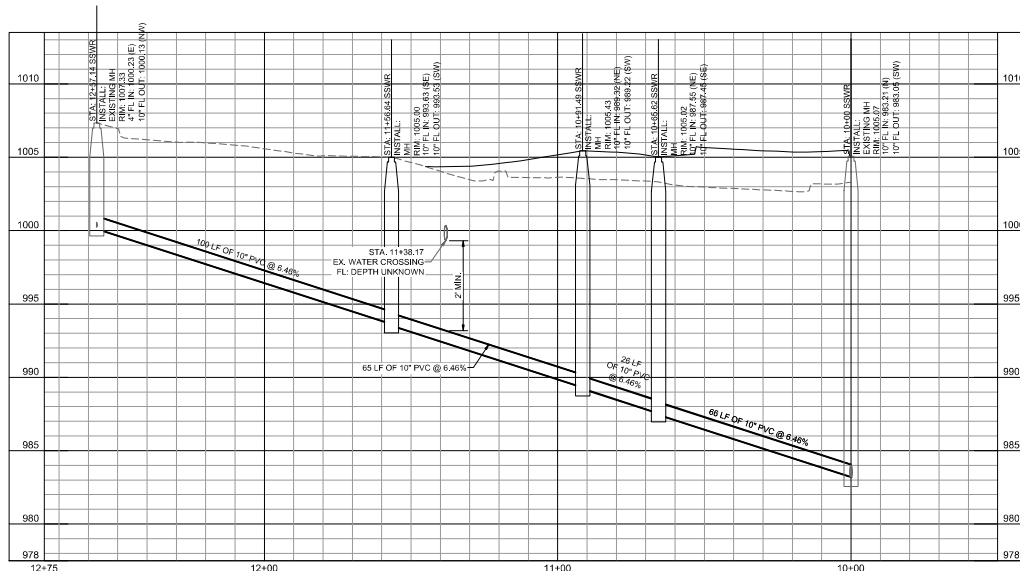 STA: 12+57.14 SSWR
INSTALL:
EXISTING MH
RIM: 1007.33
4" FL IN: 1000.23 (E)
10" FL OUT: 1000.13 (NW)
STA: 11+56.64 SSWR
INSTALL:
MH
RIM: 1005.00
10" FL IN: 993.63 (SE)
10" FL OUT: 993.53 (SW)
STA: 10+91.49 SSWR
INSTALL:
MH
RIM: 1005.43
10" FL IN: 989.32 (NE)
10" FL OUT: 989.22 (SW)
STA: 10+65.62 SSWR
INSTALL:
MH
RIM: 1005.02
10" FL IN: 987.55 (NE)
10" FL OUT: 987.45 (SE)
STA: 10+00 SSWR
INSTALL:
EXISTING MH
RIM: 1005.07
10" FL IN: 983.21 (N)
10" FL OUT: 983.05 (SW)
1010
1005
1000
995
990
985
980
978
100 LF OF 10" PVC @ 6.46%
STA. 11+38.17
EX. WATER CROSSING
FL: DEPTH UNKNOWN
2' MIN.
65 LF OF 10" PVC @ 6.46%
26 LF
OF 10" PVC
@ 6.46%
66 LF OF 10" PVC @ 6.46%
1010
1005
1000
995
990
985
980
978
12+75
12+00
11+00
10+00